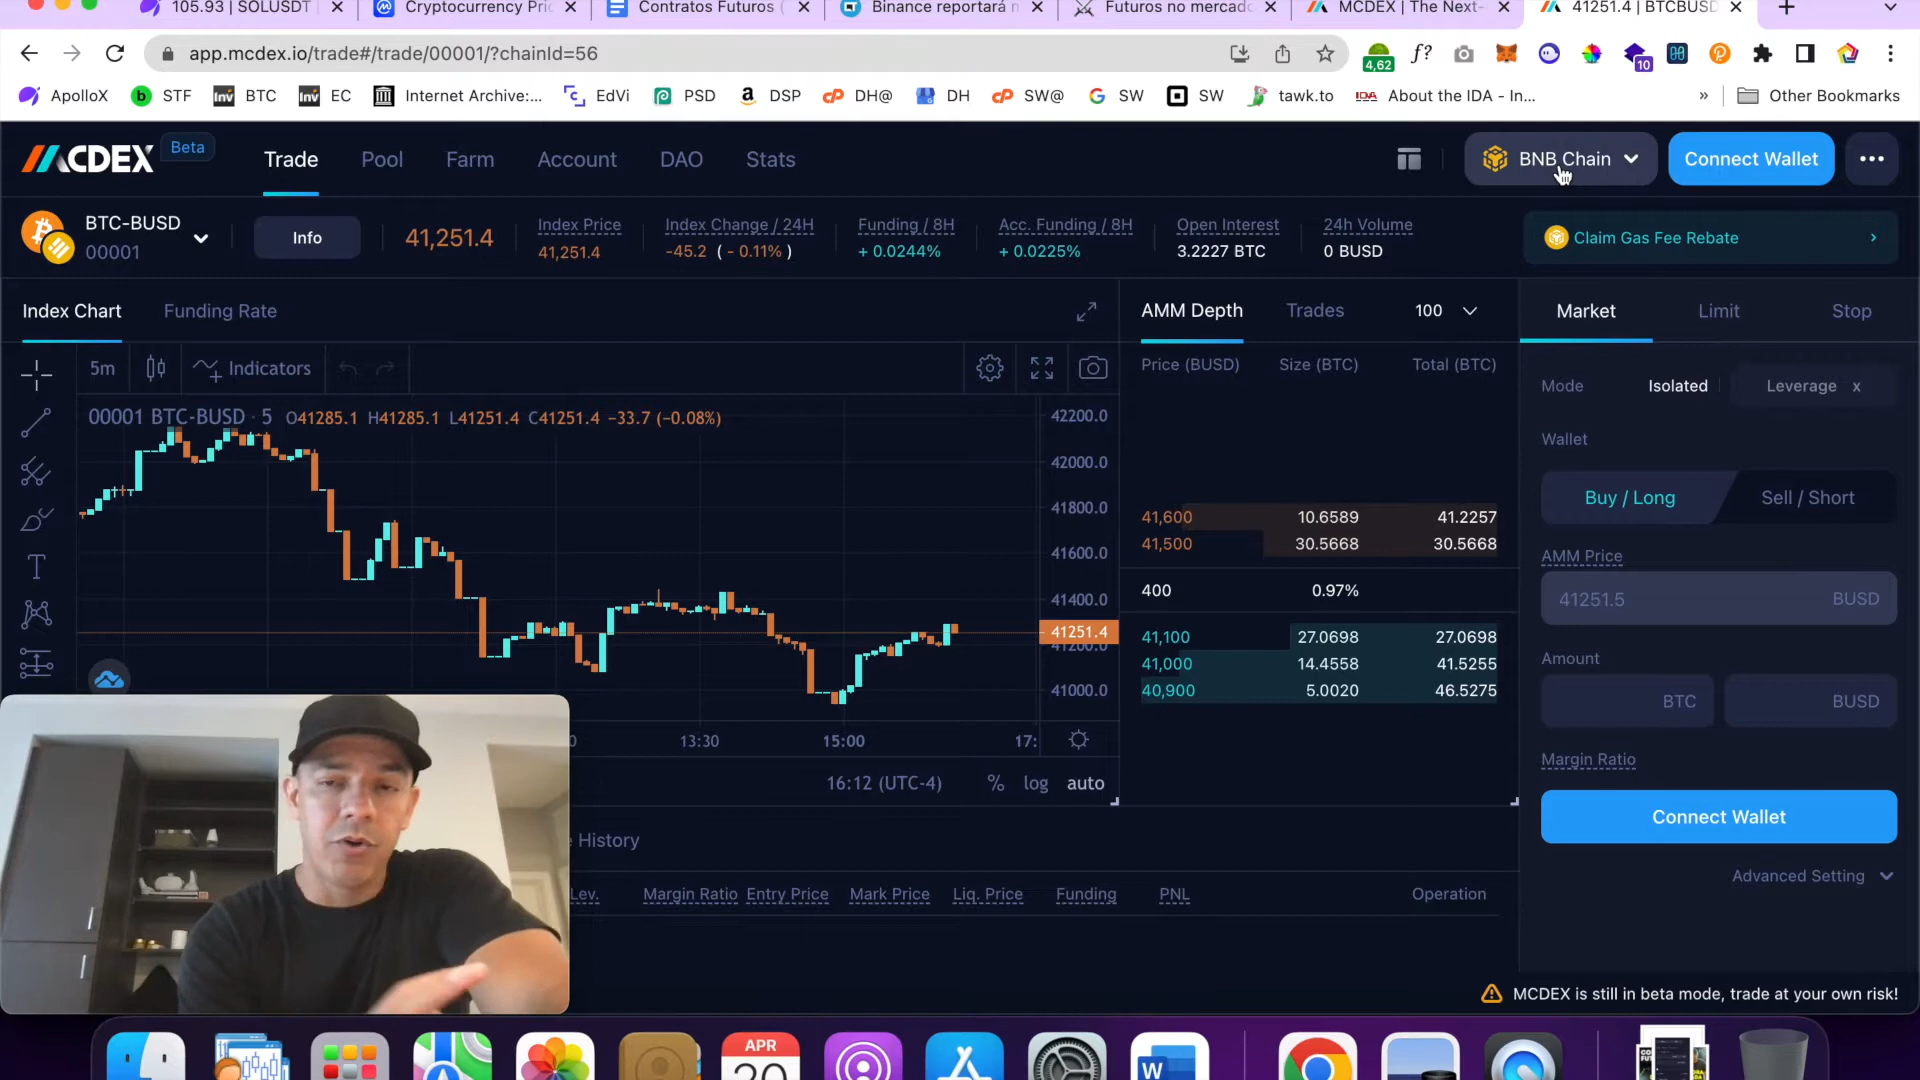 105.93 | SOLUSDT
Cryptocurrency Pric
Contratos Futuros (
Binance reportará n
Futuros no mercado
MCDEX | The Next-
41251.4 | BTCBUSD
app.mcdex.io/trade#/trade/00001/?chainId=56
4,62
f?
10
ApolloX
STF
BTC
EC
Internet Archive:...
EdVi
PSD
DSP
DH@
DH
SW@
SW
SW
tawk.to
About the IDA - In...
»
Other Bookmarks
MCDEX
Beta
Trade
Pool
Farm
Account
DAO
Stats
BNB Chain
Connect Wallet
BTC-BUSD
00001
Info
41,251.4
Index Price
41,251.4
Index Change / 24H
-45.2 ( - 0.11% )
Funding / 8H
+ 0.0244%
Acc. Funding / 8H
+ 0.0225%
Open Interest
3.2227 BTC
24h Volume
0 BUSD
Claim Gas Fee Rebate
Index Chart
Funding Rate
AMM Depth
Trades
100
Market
Limit
Stop
5m
Indicators
00001 BTC-BUSD · 5 O41285.1 H41285.1 L41251.4 C41251.4 −33.7 (−0.08%)
42200.0
42000.0
41800.0
41600.0
41400.0
41251.4
41200.0
41000.0
13:30
15:00
17:
16:12 (UTC-4)
%
log
auto
Price (BUSD) Size (BTC) Total (BTC)
41,600 10.6589 41.2257
41,500 30.5668 30.5668
400 0.97%
41,100 27.0698 27.0698
41,000 14.4558 41.5255
40,900 5.0020 46.5275
Mode
Isolated
Leverage x
Wallet
Buy / Long
Sell / Short
AMM Price
41251.5 BUSD
Amount
BTC
BUSD
Margin Ratio
Connect Wallet
Advanced Setting
History
Lev.
Margin Ratio
Entry Price
Mark Price
Liq. Price
Funding
PNL
Operation
MCDEX is still in beta mode, trade at your own risk!
APR
20
W